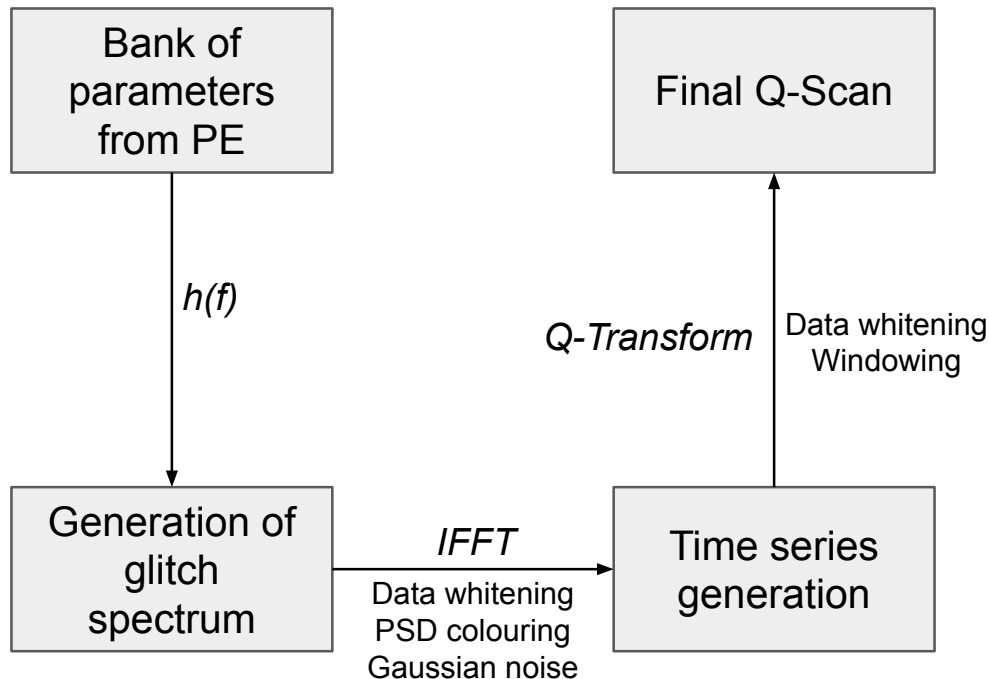 Bank of
parameters
from PE
Final Q-Scan
h(f)
Q-Transform
Data whitening
Windowing
Generation of
glitch
spectrum
IFFT
Data whitening
PSD colouring
Gaussian noise
Time series
generation